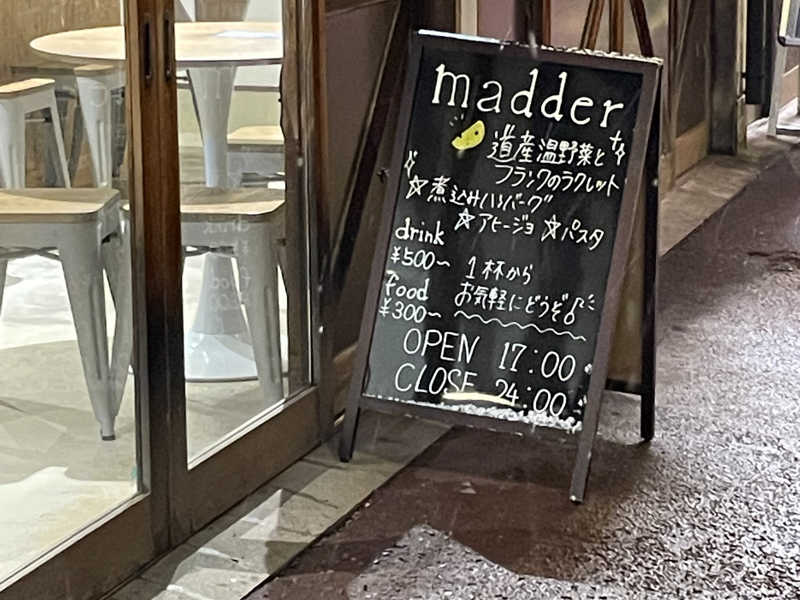 madder
道産温野菜と
フランクのラクレット
☆煮込みハンバーグ
☆アヒージョ ☆パスタ
drink
¥500〜 1杯から
food お気軽にどうぞ♪
¥300〜
OPEN 17:00
CLOSE 24:00